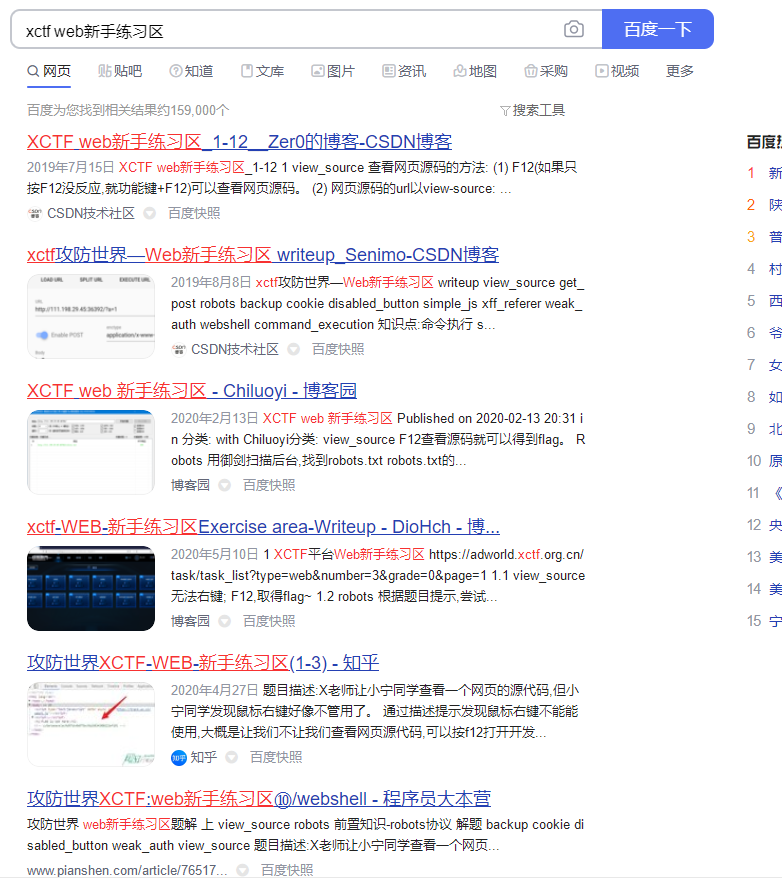 xctf web新手练习区
百度一下
网页 贴吧 知道 文库 图片 资讯 地图 采购 视频 更多
百度为您找到相关结果约159,000个
搜索工具
XCTF web新手练习区_1-12__Zer0的博客-CSDN博客
2019年7月15日 XCTF web新手练习区_1-12 1 view_source 查看网页源码的方法: (1) F12(如果只
按F12没反应,就功能键+F12)可以查看网页源码。 (2) 网页源码的url以view-source: ...
CSDN技术社区 百度快照
xctf攻防世界—Web新手练习区 writeup_Senimo-CSDN博客
LOAD URL SPLIT URL EXECUTE URL
URL
http://111.198.29.45:36392/?a=1
Enable POST
application/x-www-
Body
2019年8月8日 xctf攻防世界—Web新手练习区 writeup view_source get_
post robots backup cookie disabled_button simple_js xff_referer weak_
auth webshell command_execution 知识点:命令执行 s...
CSDN技术社区 百度快照
XCTF web 新手练习区 - Chiluoyi - 博客园
2020年2月13日 XCTF web 新手练习区 Published on 2020-02-13 20:31 i
n 分类: with Chiluoyi分类: view_source F12查看源码就可以得到flag。 R
obots 用御剑扫描后台,找到robots.txt robots.txt的...
博客园 百度快照
xctf-WEB-新手练习区Exercise area-Writeup - DioHch - 博...
2020年5月10日 1 XCTF平台Web新手练习区 https://adworld.xctf.org.cn/
task/task_list?type=web&number=3&grade=0&page=1 1.1 view_source
无法右键; F12,取得flag~ 1.2 robots 根据题目提示,尝试...
博客园 百度快照
攻防世界XCTF-WEB-新手练习区(1-3) - 知乎
2020年4月27日 题目描述:X老师让小宁同学查看一个网页的源代码,但小
宁同学发现鼠标右键好像不管用了。 通过描述提示发现鼠标右键不能能
使用,大概是让我们不让我们查看网页源代码,可以按f12打开开发...
知乎 知乎 百度快照
攻防世界XCTF:web新手练习区⑩/webshell - 程序员大本营
攻防世界 web新手练习区题解 上 view_source robots 前置知识-robots协议 解题 backup cookie di
sabled_button weak_auth view_source 题目描述:X老师让小宁同学查看一个网页...
www.pianshen.com/article/76517... 百度快照
百度
1 新
2 陕
3 普
4 村
5 西
6 爷
7 女
8 如
9 北
10 原
11 《
12 央
13 美
14 美
15 宁